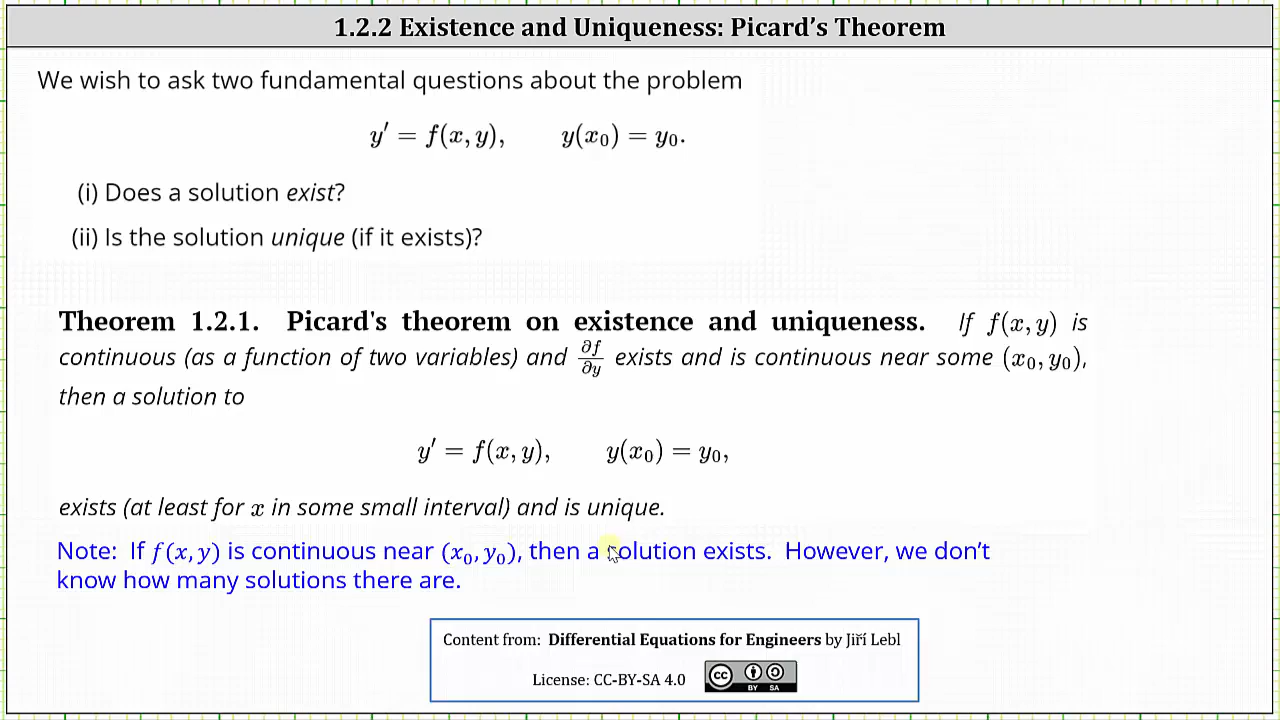 1.2.2 Existence and Uniqueness: Picard's Theorem
We wish to ask two fundamental questions about the problem
y′ = f(x, y),  y(x₀) = y₀.
(i) Does a solution exist?
(ii) Is the solution unique (if it exists)?
Theorem 1.2.1. Picard's theorem on existence and uniqueness. If f(x, y) is
continuous (as a function of two variables) and ∂f/∂y exists and is continuous near some (x₀, y₀),
then a solution to
y′ = f(x, y),  y(x₀) = y₀,
exists (at least for x in some small interval) and is unique.
Note: If f(x, y) is continuous near (x₀, y₀), then a solution exists. However, we don't
know how many solutions there are.
Content from: Differential Equations for Engineers by Jiří Lebl
License: CC-BY-SA 4.0
cc BY SA